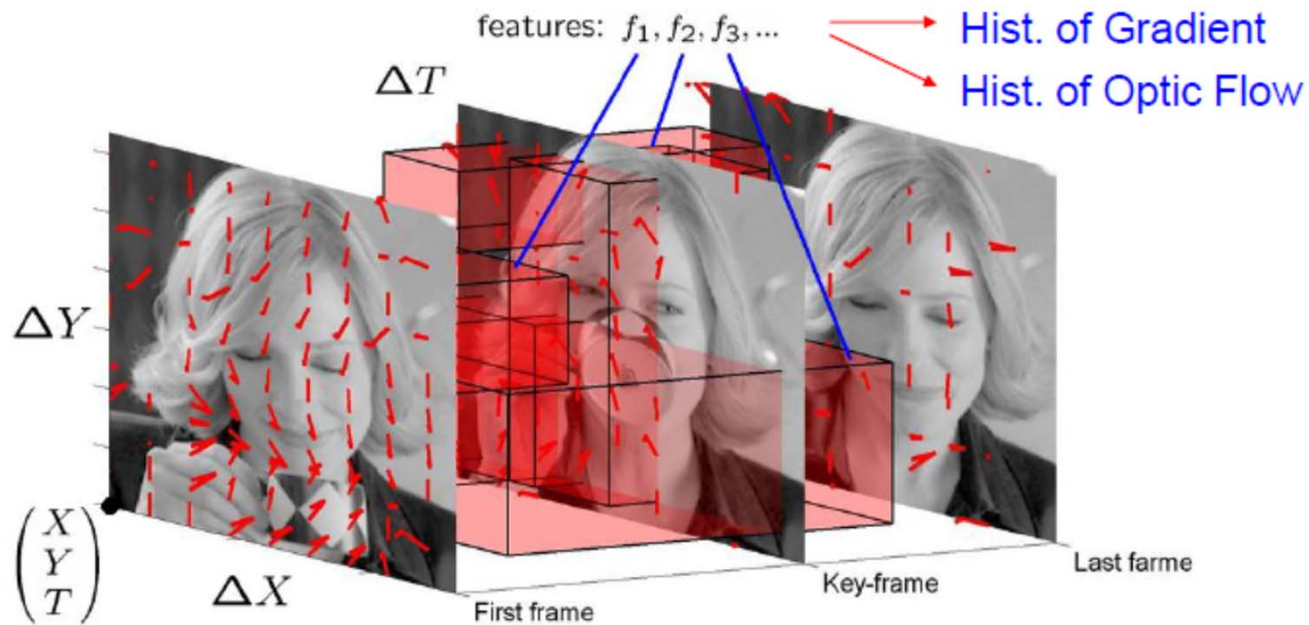 features: f₁, f₂, f₃, ...
Hist. of Gradient
Hist. of Optic Flow
ΔT
ΔY
X
Y
T
ΔX
First frame
Key-frame
Last farme